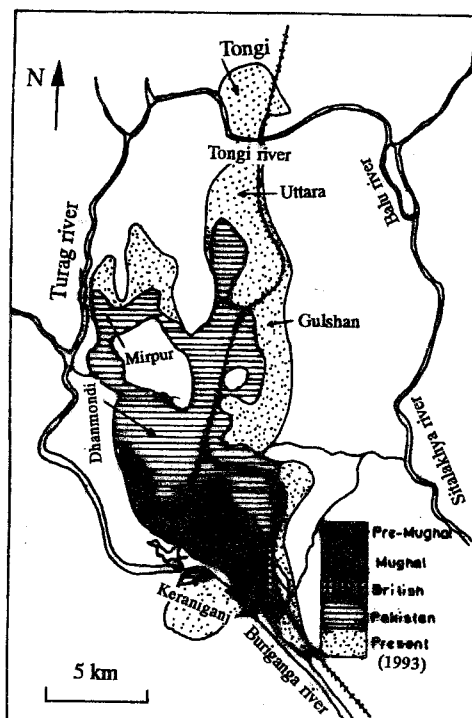 Tongi
N
Tongi river
Uttara
Balu river
Turag river
Gulshan
Mirpur
Dhanmondi
Sitalakhya river
Pre-Mughal
Mughal
British
Pakistan
Present
(1993)
Keraniganj
Buriganga river
5 km